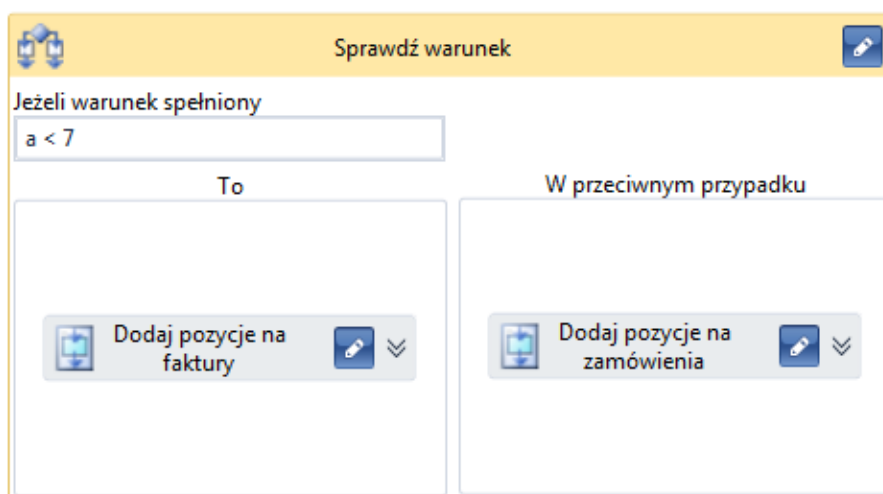 Sprawdź warunek
Jeżeli warunek spełniony
a < 7
To
W przeciwnym przypadku
Dodaj pozycje na
faktury
Dodaj pozycje na
zamówienia